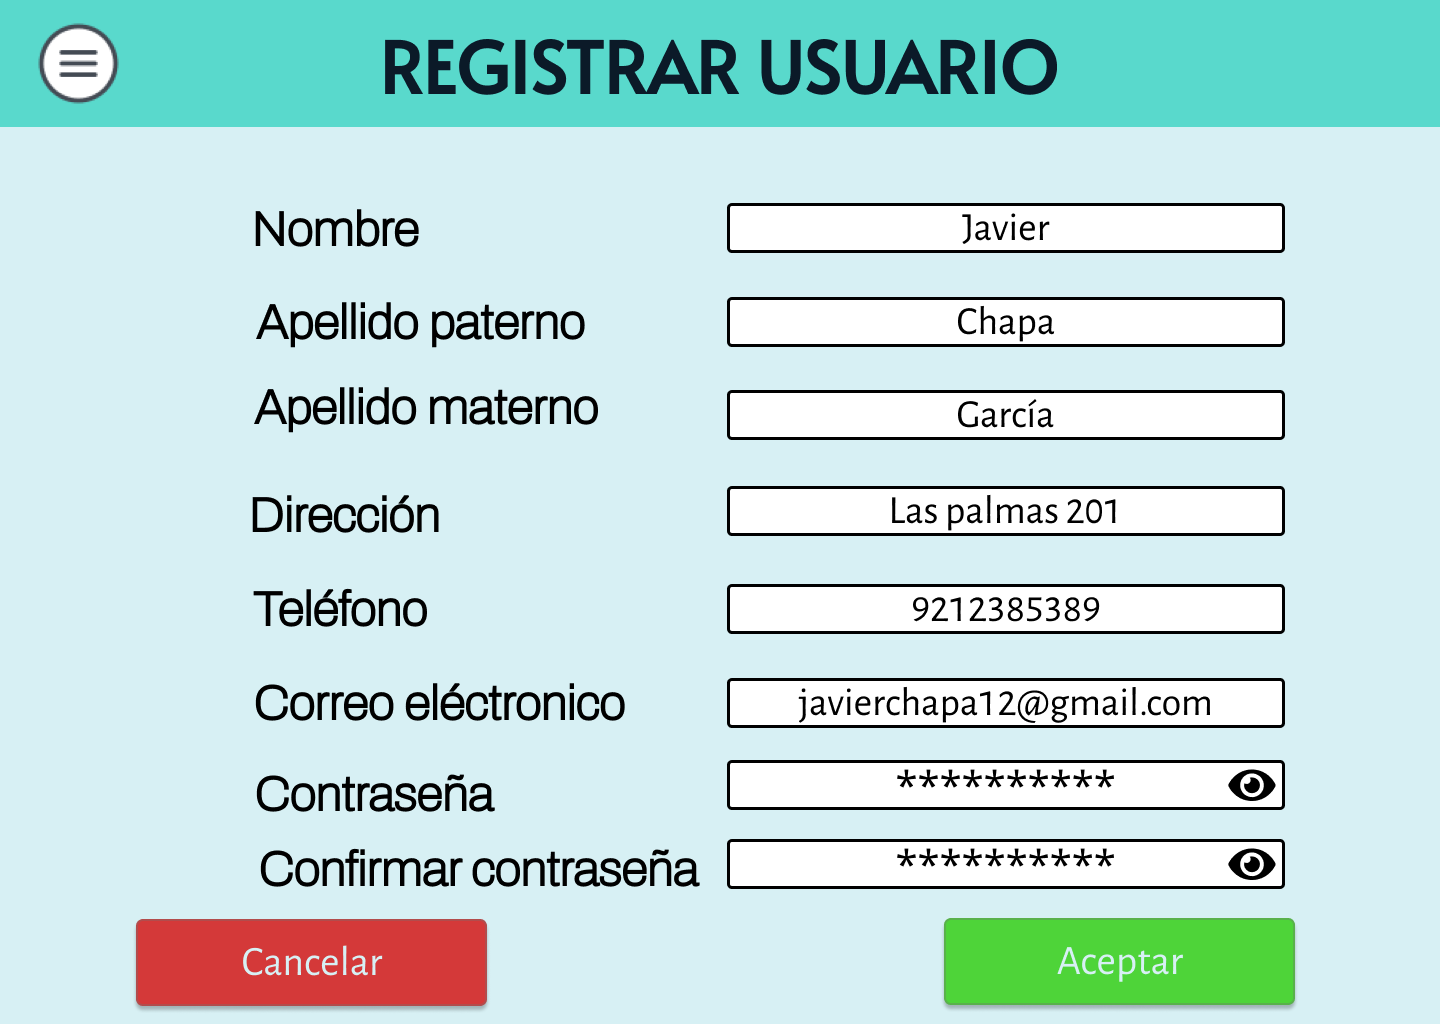 REGISTRAR USUARIO
Nombre
Javier
Apellido paterno
Chapa
Apellido materno
García
Dirección
Las palmas 201
Teléfono
9212385389
Correo eléctronico
javierchapa12@gmail.com
Contraseña
**********
Confirmar contraseña
**********
Cancelar
Aceptar